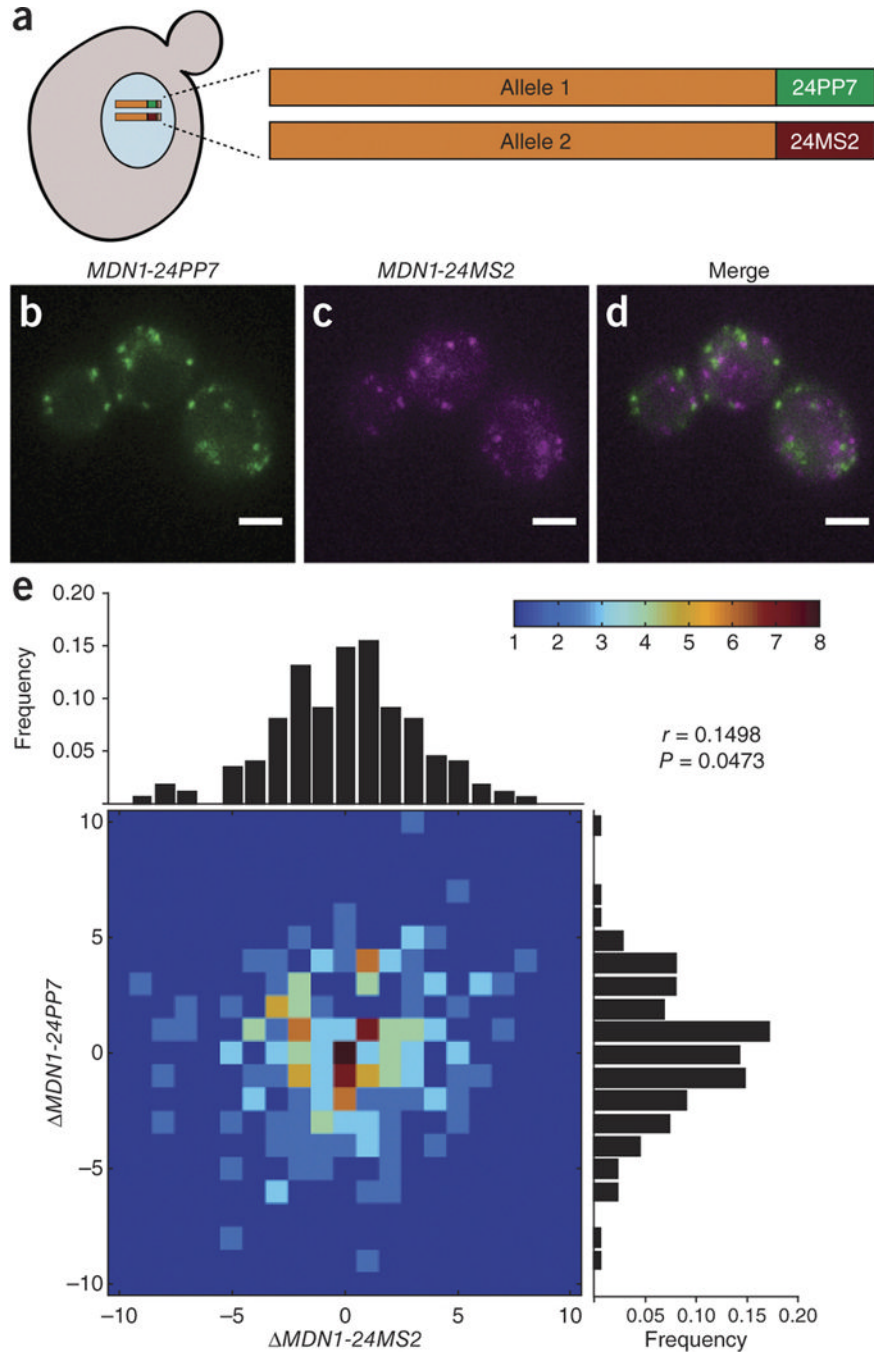 a
Allele 1
24PP7
Allele 2
24MS2
MDN1-24PP7
MDN1-24MS2
Merge
b
c
d
e
0.20
0.15
0.10
0.05
Frequency
1 2 3 4 5 6 7 8
r = 0.1498
P = 0.0473
10
5
0
−5
−10
ΔMDN1-24PP7
−10 −5 0 5 10
ΔMDN1-24MS2
0.05 0.10 0.15 0.20
Frequency